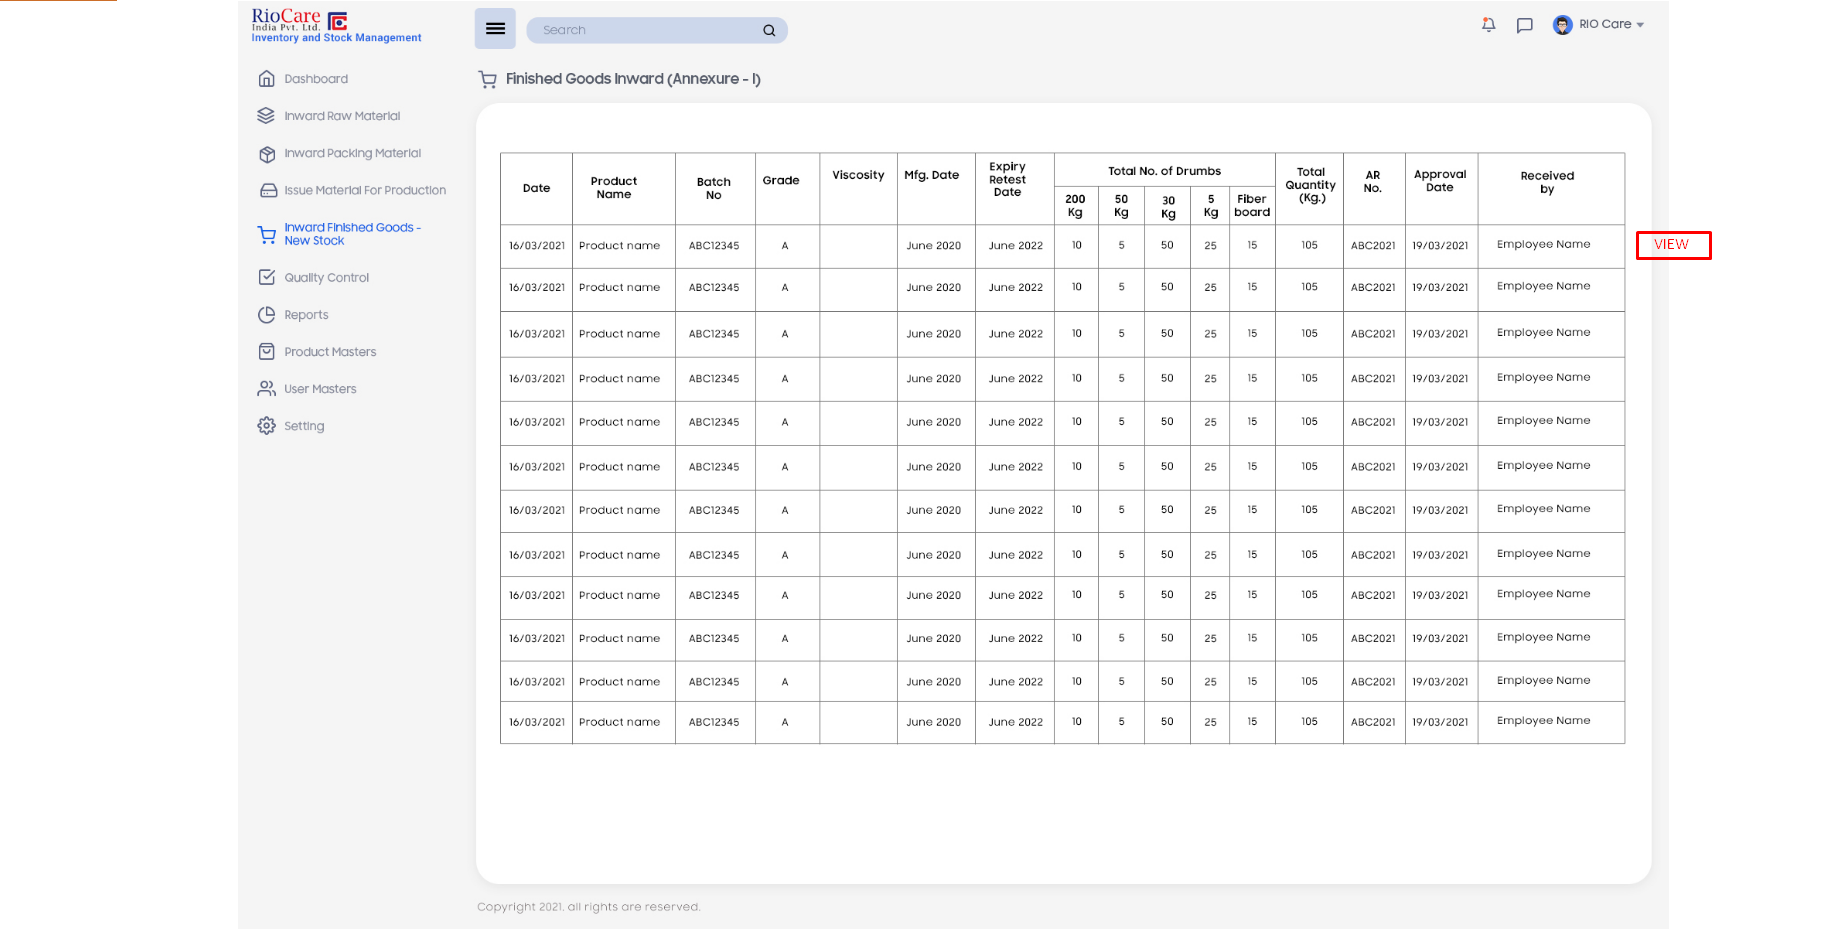 RioCare
India Pvt. Ltd.
Inventory and Stock Management
Search
RIO Care
Dashboard
Inward Raw Material
Inward Packing Material
Issue Material For Production
Inward Finished Goods -
New Stock
Quality Control
Reports
Product Masters
User Masters
Setting
Finished Goods Inward (Annexure - I)
Date Product Name Batch No Grade Viscosity Mfg. Date Expiry Retest Date Total No. of Drumbs Total Quantity (Kg.) AR No. Approval Date Received by
200 Kg 50 Kg 30 Kg 5 Kg Fiber board
16/03/2021 Product name ABC12345 A June 2020 June 2022 10 5 50 25 15 105 ABC2021 19/03/2021 Employee Name VIEW
16/03/2021 Product name ABC12345 A June 2020 June 2022 10 5 50 25 15 105 ABC2021 19/03/2021 Employee Name
16/03/2021 Product name ABC12345 A June 2020 June 2022 10 5 50 25 15 105 ABC2021 19/03/2021 Employee Name
16/03/2021 Product name ABC12345 A June 2020 June 2022 10 5 50 25 15 105 ABC2021 19/03/2021 Employee Name
16/03/2021 Product name ABC12345 A June 2020 June 2022 10 5 50 25 15 105 ABC2021 19/03/2021 Employee Name
16/03/2021 Product name ABC12345 A June 2020 June 2022 10 5 50 25 15 105 ABC2021 19/03/2021 Employee Name
16/03/2021 Product name ABC12345 A June 2020 June 2022 10 5 50 25 15 105 ABC2021 19/03/2021 Employee Name
16/03/2021 Product name ABC12345 A June 2020 June 2022 10 5 50 25 15 105 ABC2021 19/03/2021 Employee Name
16/03/2021 Product name ABC12345 A June 2020 June 2022 10 5 50 25 15 105 ABC2021 19/03/2021 Employee Name
16/03/2021 Product name ABC12345 A June 2020 June 2022 10 5 50 25 15 105 ABC2021 19/03/2021 Employee Name
16/03/2021 Product name ABC12345 A June 2020 June 2022 10 5 50 25 15 105 ABC2021 19/03/2021 Employee Name
16/03/2021 Product name ABC12345 A June 2020 June 2022 10 5 50 25 15 105 ABC2021 19/03/2021 Employee Name
Copyright 2021. all rights are reserved.